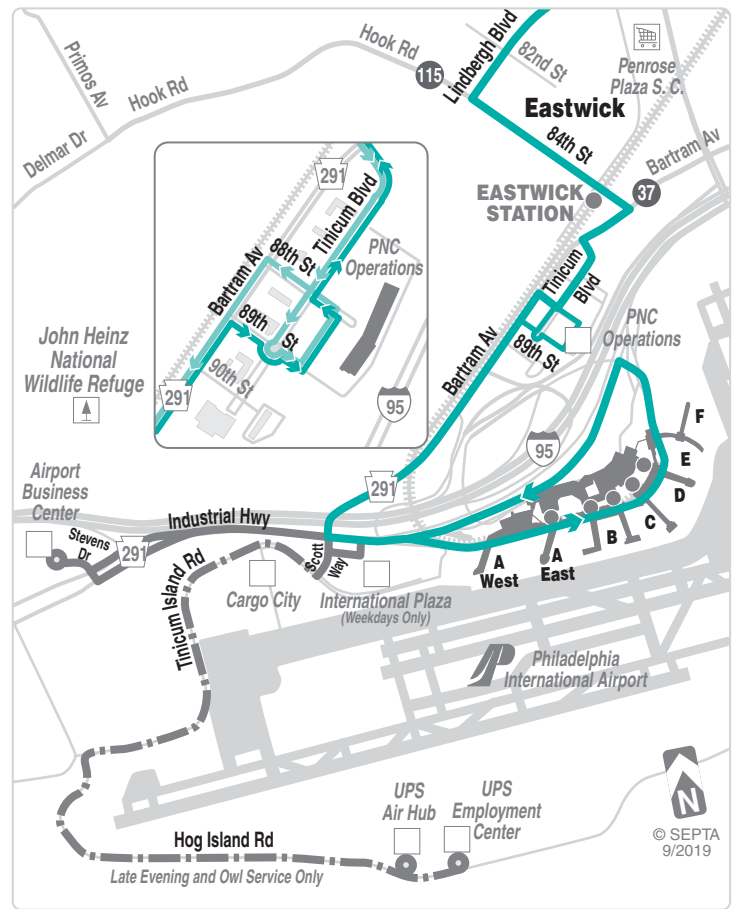 Primos Av
Hook Rd
Hook Rd
115
Lindbergh Blvd
82nd St
Penrose
Plaza S. C.
Delmar Dr
Eastwick
84th St
Bartram Av
37
EASTWICK
STATION
291
Tinicum Blvd
88th St
Bartram Av
PNC
Operations
89th St
90th St
291
95
Tinicum
Blvd
PNC
Operations
89th St
Bartram Av
John Heinz
National
Wildlife Refuge
95
F
E
D
C
B
A
East
A
West
291
Airport
Business
Center
Industrial Hwy
Stevens
Dr
291
Scott
Way
Tinicum Island Rd
Cargo City
International Plaza
(Weekdays Only)
Philadelphia
International Airport
UPS
Air Hub
UPS
Employment
Center
N
Hog Island Rd
Late Evening and Owl Service Only
© SEPTA
9/2019